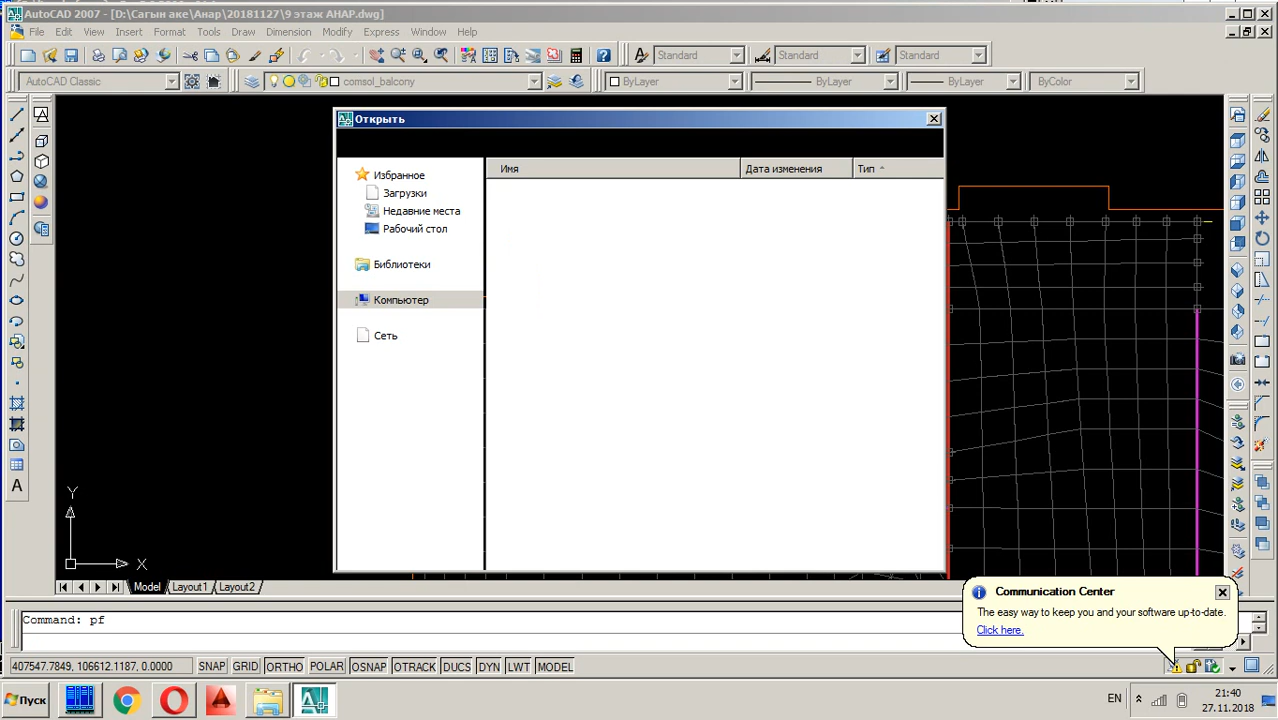 AutoCAD 2007 - [D:\Сагын аке\Анар\20181127\9 этаж АНАР.dwg]
File Edit View Insert Format Tools Draw Dimension Modify Express Window Help
Standard Standard Standard
AutoCAD Classic comsol_balcony ByLayer ByLayer ByLayer ByColor
Открыть
Имя Дата изменения Тип
Избранное
Загрузки
Недавние места
Рабочий стол
Библиотеки
Компьютер
Сеть
Y
X
Model Layout1 Layout2
Communication Center
The easy way to keep you and your software up-to-date.
Click here.
Command: pf
407547.7849, 106612.1187, 0.0000 SNAP GRID ORTHO POLAR OSNAP OTRACK DUCS DYN LWT MODEL
Пуск EN 21:40
27.11.2018